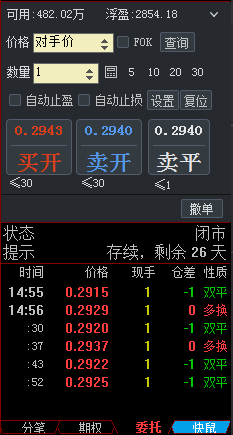 可用:482.02万 浮盈:2854.18
价格 对手价 FOK 查询
数量 1 5 10 20 30
自动止盈 自动止损 设置 复位
0.2943 0.2940 0.2940
买开 卖开 卖平
≤30 ≤30 ≤1
撤单
状态 闭市
提示 存续，剩余 26 天
时间 价格 现手 仓差 性质
14:55 0.2915 1 -1 双平
14:56 0.2929 1 0 多换
:30 0.2920 1 -1 双平
:37 0.2937 1 0 多换
:43 0.2922 1 -1 双平
:52 0.2925 1 -1 双平
分笔 期权 委托 快鼠